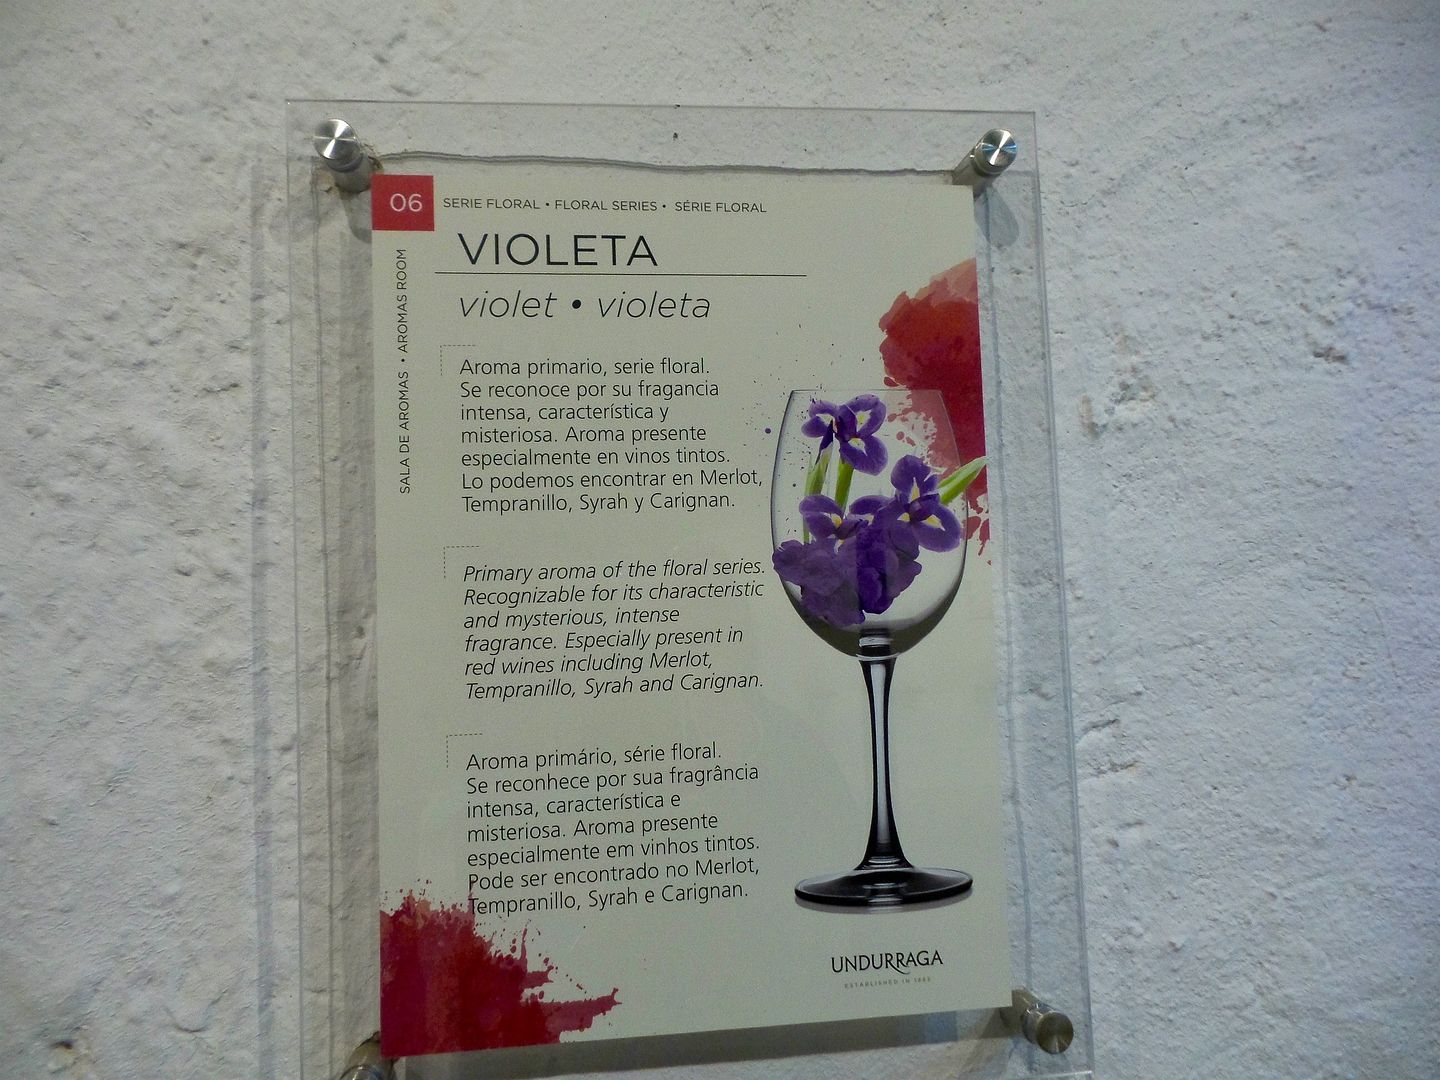 06
SERIE FLORAL • FLORAL SERIES • SÉRIE FLORAL
VIOLETA
violet • violeta
SALA DE AROMAS • AROMAS ROOM
Aroma primario, serie floral.
Se reconoce por su fragancia
intensa, característica y
misteriosa. Aroma presente
especialmente en vinos tintos.
Lo podemos encontrar en Merlot,
Tempranillo, Syrah y Carignan.
Primary aroma of the floral series.
Recognizable for its characteristic
and mysterious, intense
fragrance. Especially present in
red wines including Merlot,
Tempranillo, Syrah and Carignan.
Aroma primário, série floral.
Se reconhece por sua fragrância
intensa, característica e
misteriosa. Aroma presente
especialmente em vinhos tintos.
Pode ser encontrado no Merlot,
Tempranillo, Syrah e Carignan.
UNDURRAGA
ESTABLISHED IN 1885